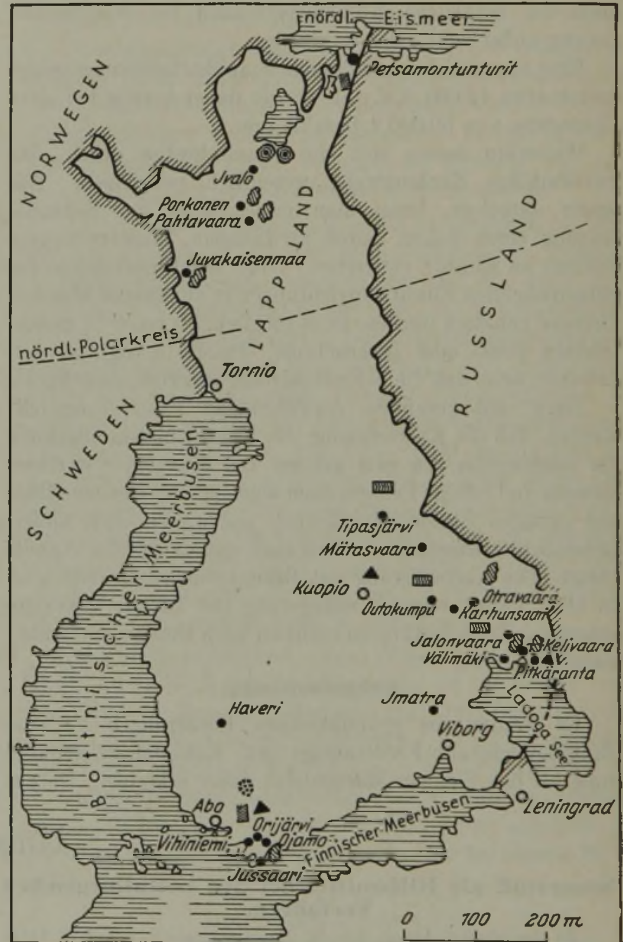 nördl. Eismeer
Petsamontunturit
NORWEGEN
Jvalo
Porkonen
Pahtavaara
LAPPLAND
Juvakaisenmaa
RUSSLAND
nördl. Polarkreis
Tornio
SCHWEDEN
Bottnischer Meerbusen
Tipasjärvi
Mätasvaara
Kuopio
Otravaara
Outokumpu
Karhunsaari
Jalonvaara
Kelivaara
Välimäki
v.
Pitkäranta
Haveri
Jmatra
Ladoga See
Viborg
Leningrad
Abo
Orijärvi
Vihiniemi
Ojamo
Finnischer Meerbusen
Jussaari
0 100 200 m